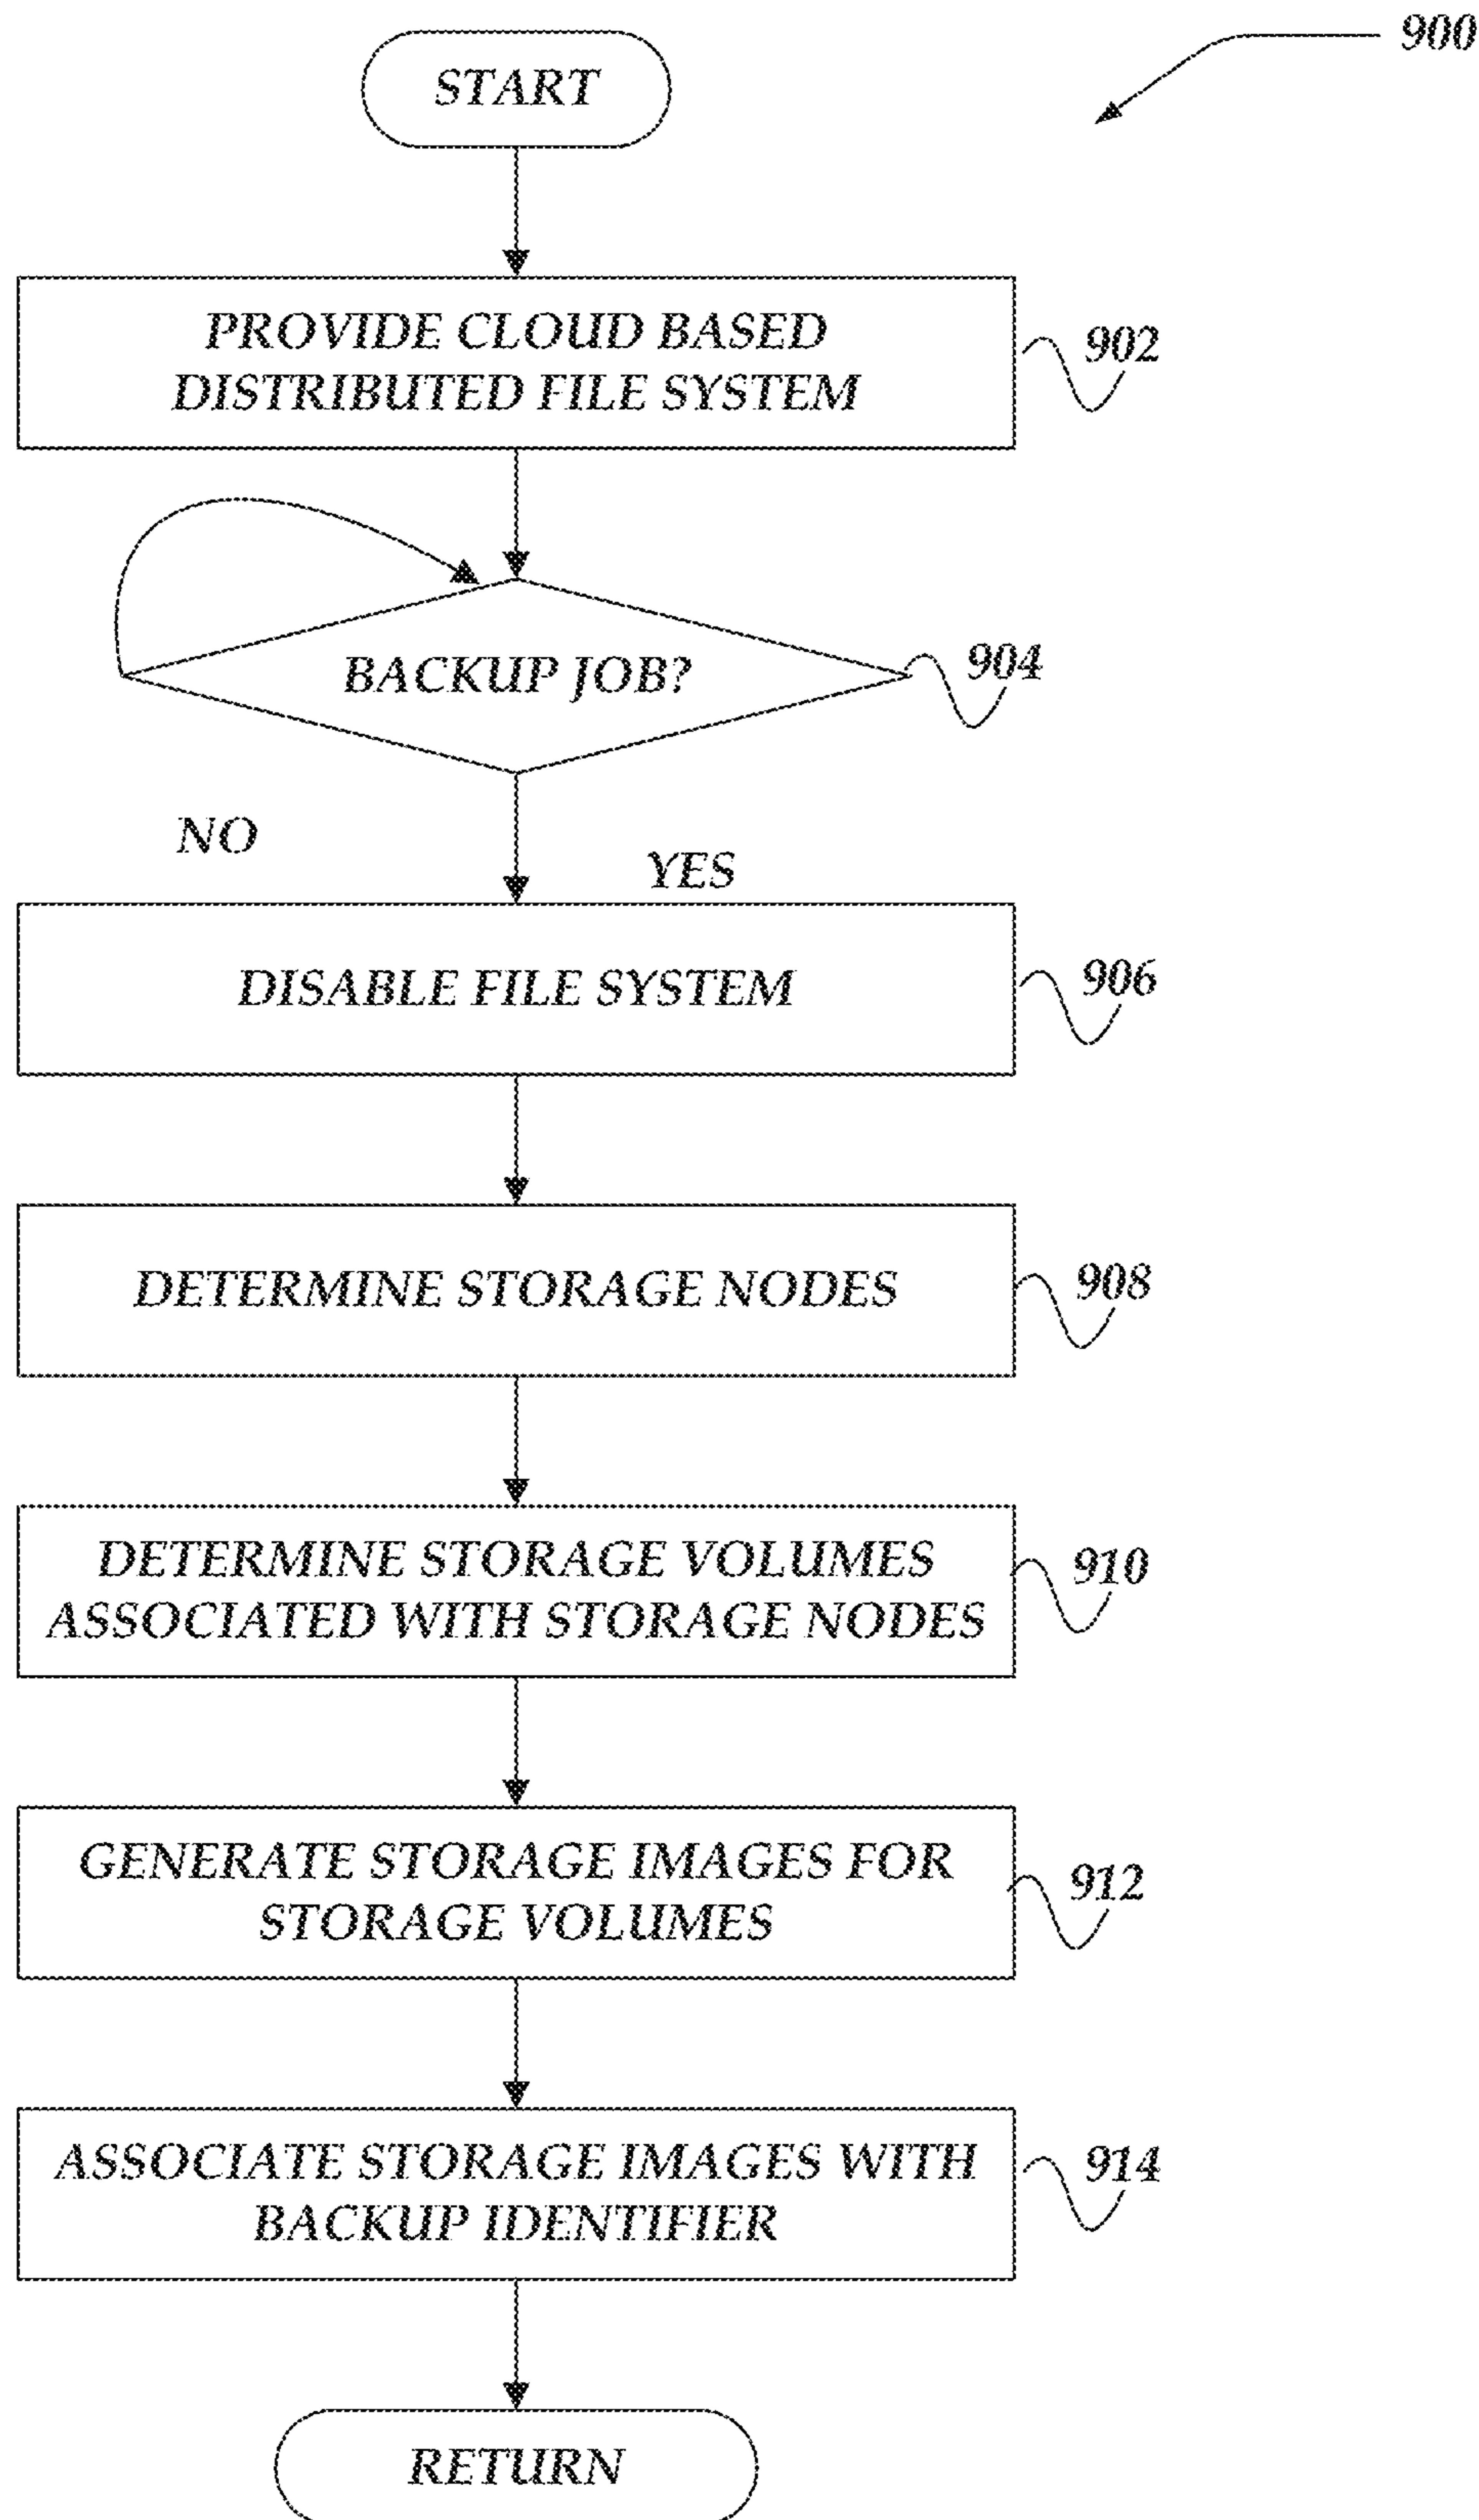 900
START
PROVIDE CLOUD BASED
DISTRIBUTED FILE SYSTEM
902
BACKUP JOB?
904
NO
YES
DISABLE FILE SYSTEM
906
DETERMINE STORAGE NODES
908
DETERMINE STORAGE VOLUMES
ASSOCIATED WITH STORAGE NODES
910
GENERATE STORAGE IMAGES FOR
STORAGE VOLUMES
912
ASSOCIATE STORAGE IMAGES WITH
BACKUP IDENTIFIER
914
RETURN